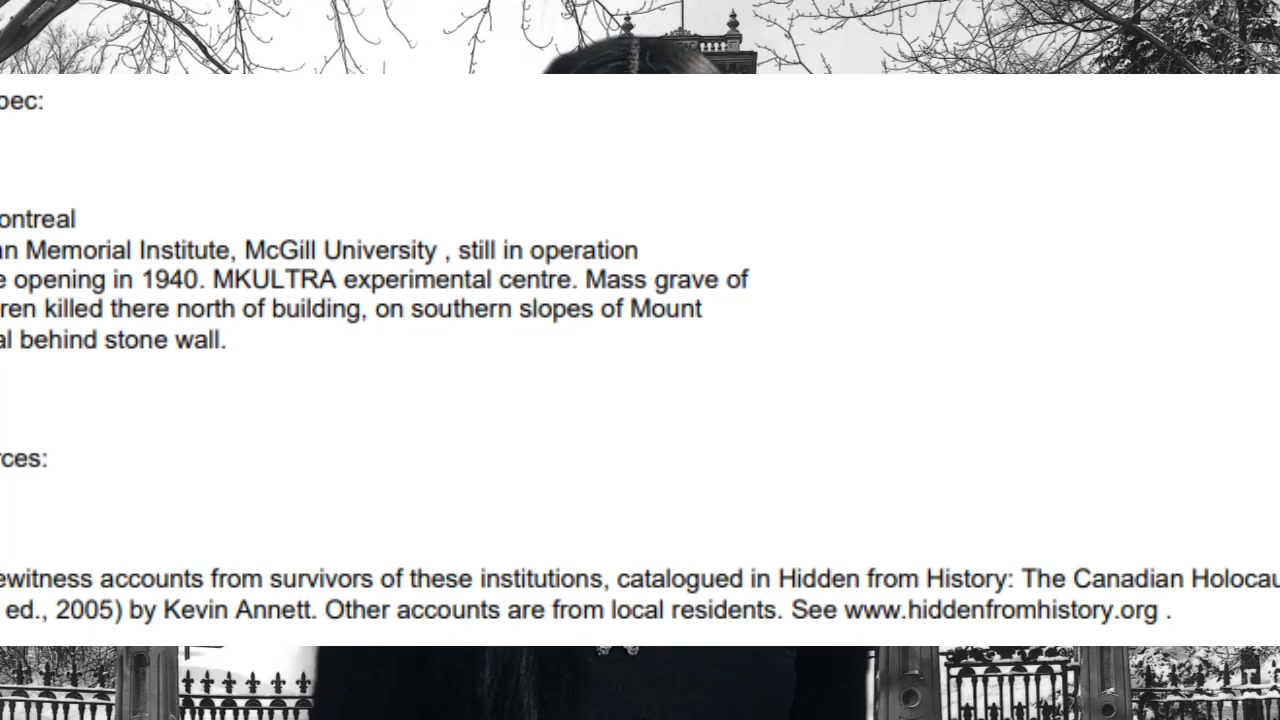 bec:
ontreal
an Memorial Institute, McGill University , still in operation
e opening in 1940. MKULTRA experimental centre. Mass grave of
ren killed there north of building, on southern slopes of Mount
al behind stone wall.
rces:
ewitness accounts from survivors of these institutions, catalogued in Hidden from History: The Canadian Holocau
ed., 2005) by Kevin Annett. Other accounts are from local residents. See www.hiddenfromhistory.org .